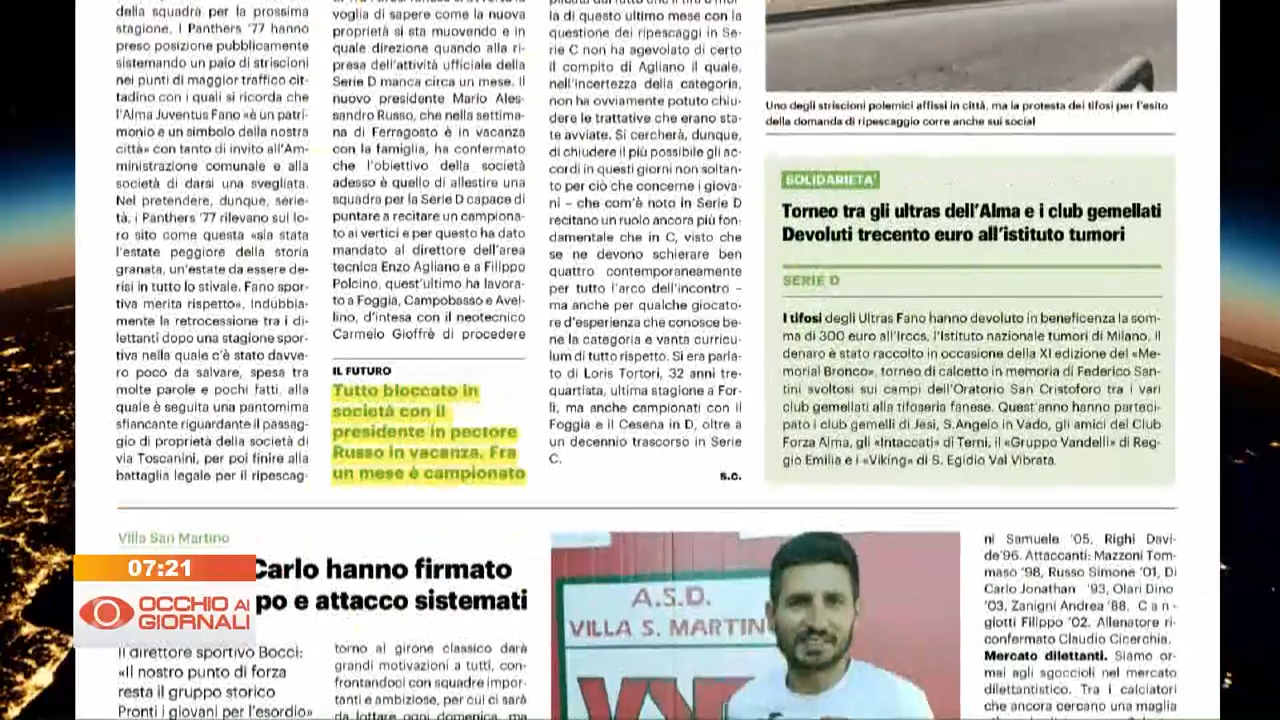 della squadra per la prossima
stagione, i Panthers '77 hanno
preso posizione pubblicamente
sistemando un paio di striscioni
nei punti di maggior traffico cit-
tadino con i quali si ricorda che
l'Alma Juventus Fano «è un patri-
monio e un simbolo della nostra
città» con tanto di invito all'Am-
ministrazione comunale e alla
società di darsi una svegliata.
Nel pretendere, dunque, serie-
tà, i Panthers '77 rilevano sul lo-
ro sito come questa «sia stata
l'estate peggiore della storia
granata, un'estate da essere de-
risi in tutto lo stivale. Fano spor-
tiva merita rispetto». Indubbia-
mente la retrocessione tra i di-
lettanti dopo una stagione spor-
tiva nella quale c'è stato davve-
ro poco da salvare, spesa tra
molte parole e pochi fatti, alla
quale è seguita una pantomima
sfiancante riguardante il passag-
gio di proprietà della società di
via Toscanini, per poi finire alla
battaglia legale per il ripescag-
voglia di sapere come la nuova
proprietà si sta muovendo e in
quale direzione quando alla ri-
presa dell'attività ufficiale della
Serie D manca circa un mese. Il
nuovo presidente Mario Ales-
sandro Russo, che nella settima-
na di Ferragosto è in vacanza
con la famiglia, ha confermato
che l'obiettivo della società
adesso è quello di allestire una
squadra per la Serie D capace di
puntare a recitare un campiona-
to ai vertici e per questo ha dato
mandato al direttore dell'area
tecnica Enzo Agliano e a Filippo
Polcino, quest'ultimo ha lavora-
to a Foggia, Campobasso e Avel-
lino, d'intesa con il neotecnico
Carmelo Gioffrè di procedere
IL FUTURO
Tutto bloccato in
società con il
presidente in pectore
Russo in vacanza. Fra
un mese è campionato
la di questo ultimo mese con la
questione dei ripescaggi in Se-
rie C non ha agevolato di certo
il compito di Agliano il quale,
nell'incertezza della categoria,
non ha ovviamente potuto chiu-
dere le trattative che erano sta-
te avviate. Si cercherà, dunque,
di chiudere il più possibile gli ac-
cordi in questi giorni non soltan-
to per ciò che concerne i giova-
ni – che com'è noto in Serie D
recitano un ruolo ancora più fon-
damentale che in C, visto che
se ne devono schierare ben
quattro contemporaneamente
per tutto l'arco dell'incontro –
ma anche per qualche giocato-
re d'esperienza che conosce be-
ne la categoria e vanta curricu-
lum di tutto rispetto. Si era parla-
to di Loris Tortori, 32 anni tre-
quartista, ultima stagione a For-
lì, ma anche campionati con il
Foggia e il Cesena in D, oltre a
un decennio trascorso in Serie
C.
s.c.
Uno degli striscioni polemici affissi in città, ma la protesta dei tifosi per l'esito
della domanda di ripescaggio corre anche sui social
SOLIDARIETA'
Torneo tra gli ultras dell'Alma e i club gemellati
Devoluti trecento euro all'istituto tumori
SERIE D
I tifosi degli Ultras Fano hanno devoluto in beneficenza la som-
ma di 300 euro all'Irccs, l'Istituto nazionale tumori di Milano. Il
denaro è stato raccolto in occasione della XI edizione del «Me-
morial Bronco», torneo di calcetto in memoria di Federico San-
tini svoltosi sui campi dell'Oratorio San Cristoforo tra i vari
club gemellati alla tifoseria fanese. Quest'anno hanno parteci-
pato i club gemelli di Jesi, S.Angelo in Vado, gli amici del Club
Forza Alma, gli «Intaccati» di Terni, il «Gruppo Vandelli» di Reg-
gio Emilia e i «Viking» di S. Egidio Val Vibrata.
Villa San Martino
Carlo hanno firmato
po e attacco sistemati
07:21
OCCHIO AI
GIORNALI
Il direttore sportivo Bocci:
«Il nostro punto di forza
resta il gruppo storico
Pronti i giovani per l'esordio»
torno al girone classico darà
grandi motivazioni a tutti, con-
frontandoci con squadre impor-
tanti e ambiziose, per cui ci sarà
da lottare ogni domenica, ma
A.S.D.
VILLA S. MARTIN
ni Samuele '05, Righi Davi-
de'96. Attaccanti: Mazzoni Tom-
maso '98, Russo Simone '01, Di
Carlo Jonathan '93, Olari Dino
'03, Zanigni Andrea '88, Can-
giotti Filippo '02. Allenatore ri-
confermato Claudio Cicerchia.
Mercato dilettanti. Siamo or-
mai agli sgoccioli nel mercato
dilettantistico. Tra i calciatori
che ancora cercano una maglia